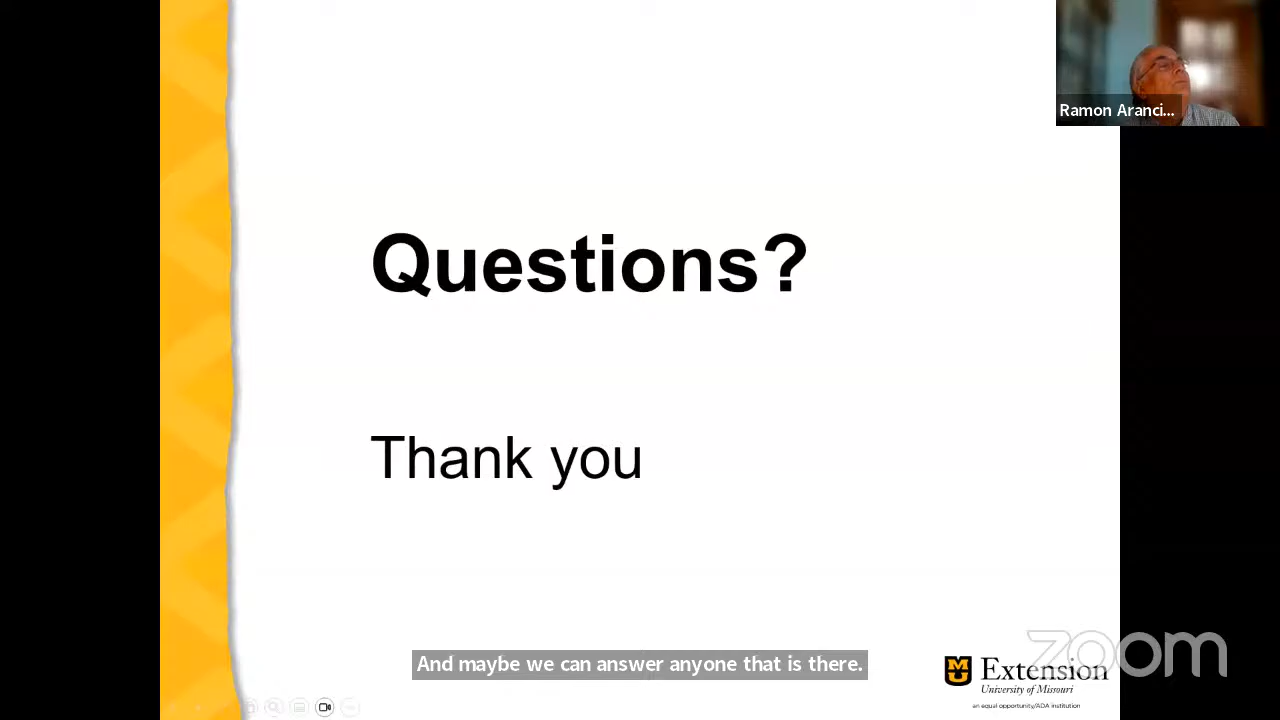 Ramon Aranci...
Questions?
Thank you
And maybe we can answer anyone that is there.
zoom
MU
Extension
University of Missouri
an equal opportunity/ADA institution